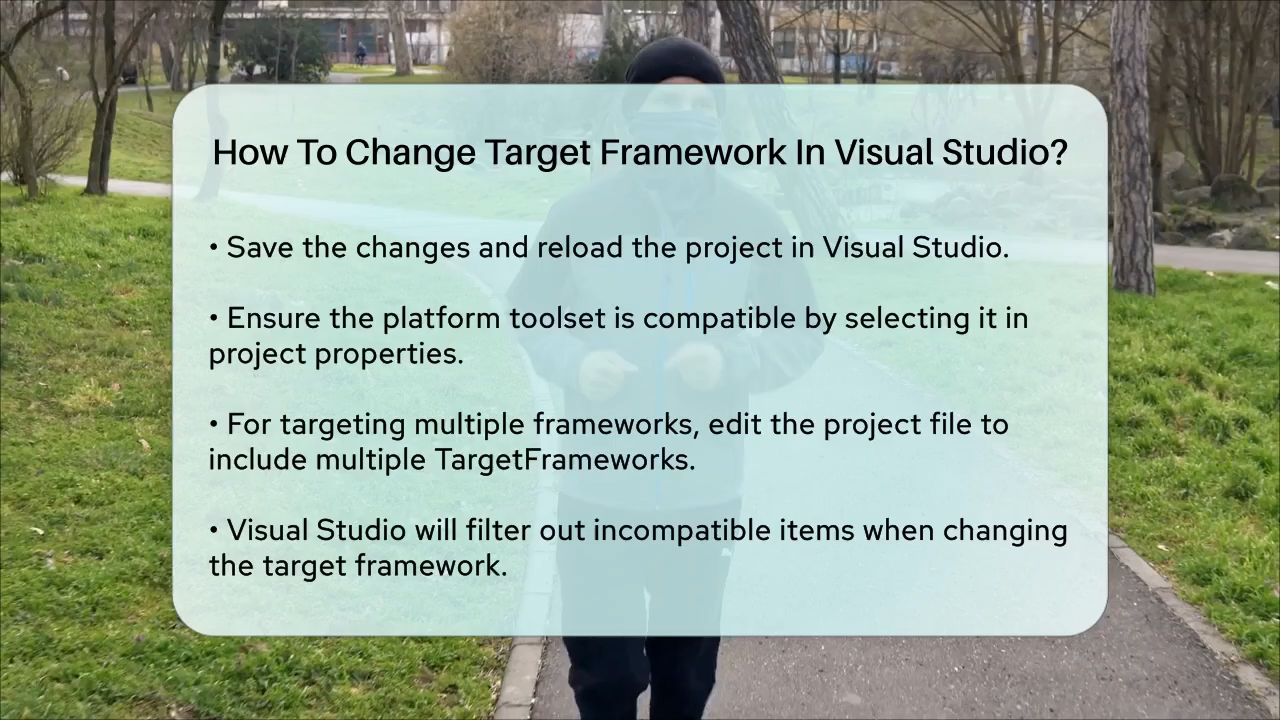 How To Change Target Framework In Visual Studio?
• Save the changes and reload the project in Visual Studio.
• Ensure the platform toolset is compatible by selecting it in
project properties.
• For targeting multiple frameworks, edit the project file to
include multiple TargetFrameworks.
• Visual Studio will filter out incompatible items when changing
the target framework.